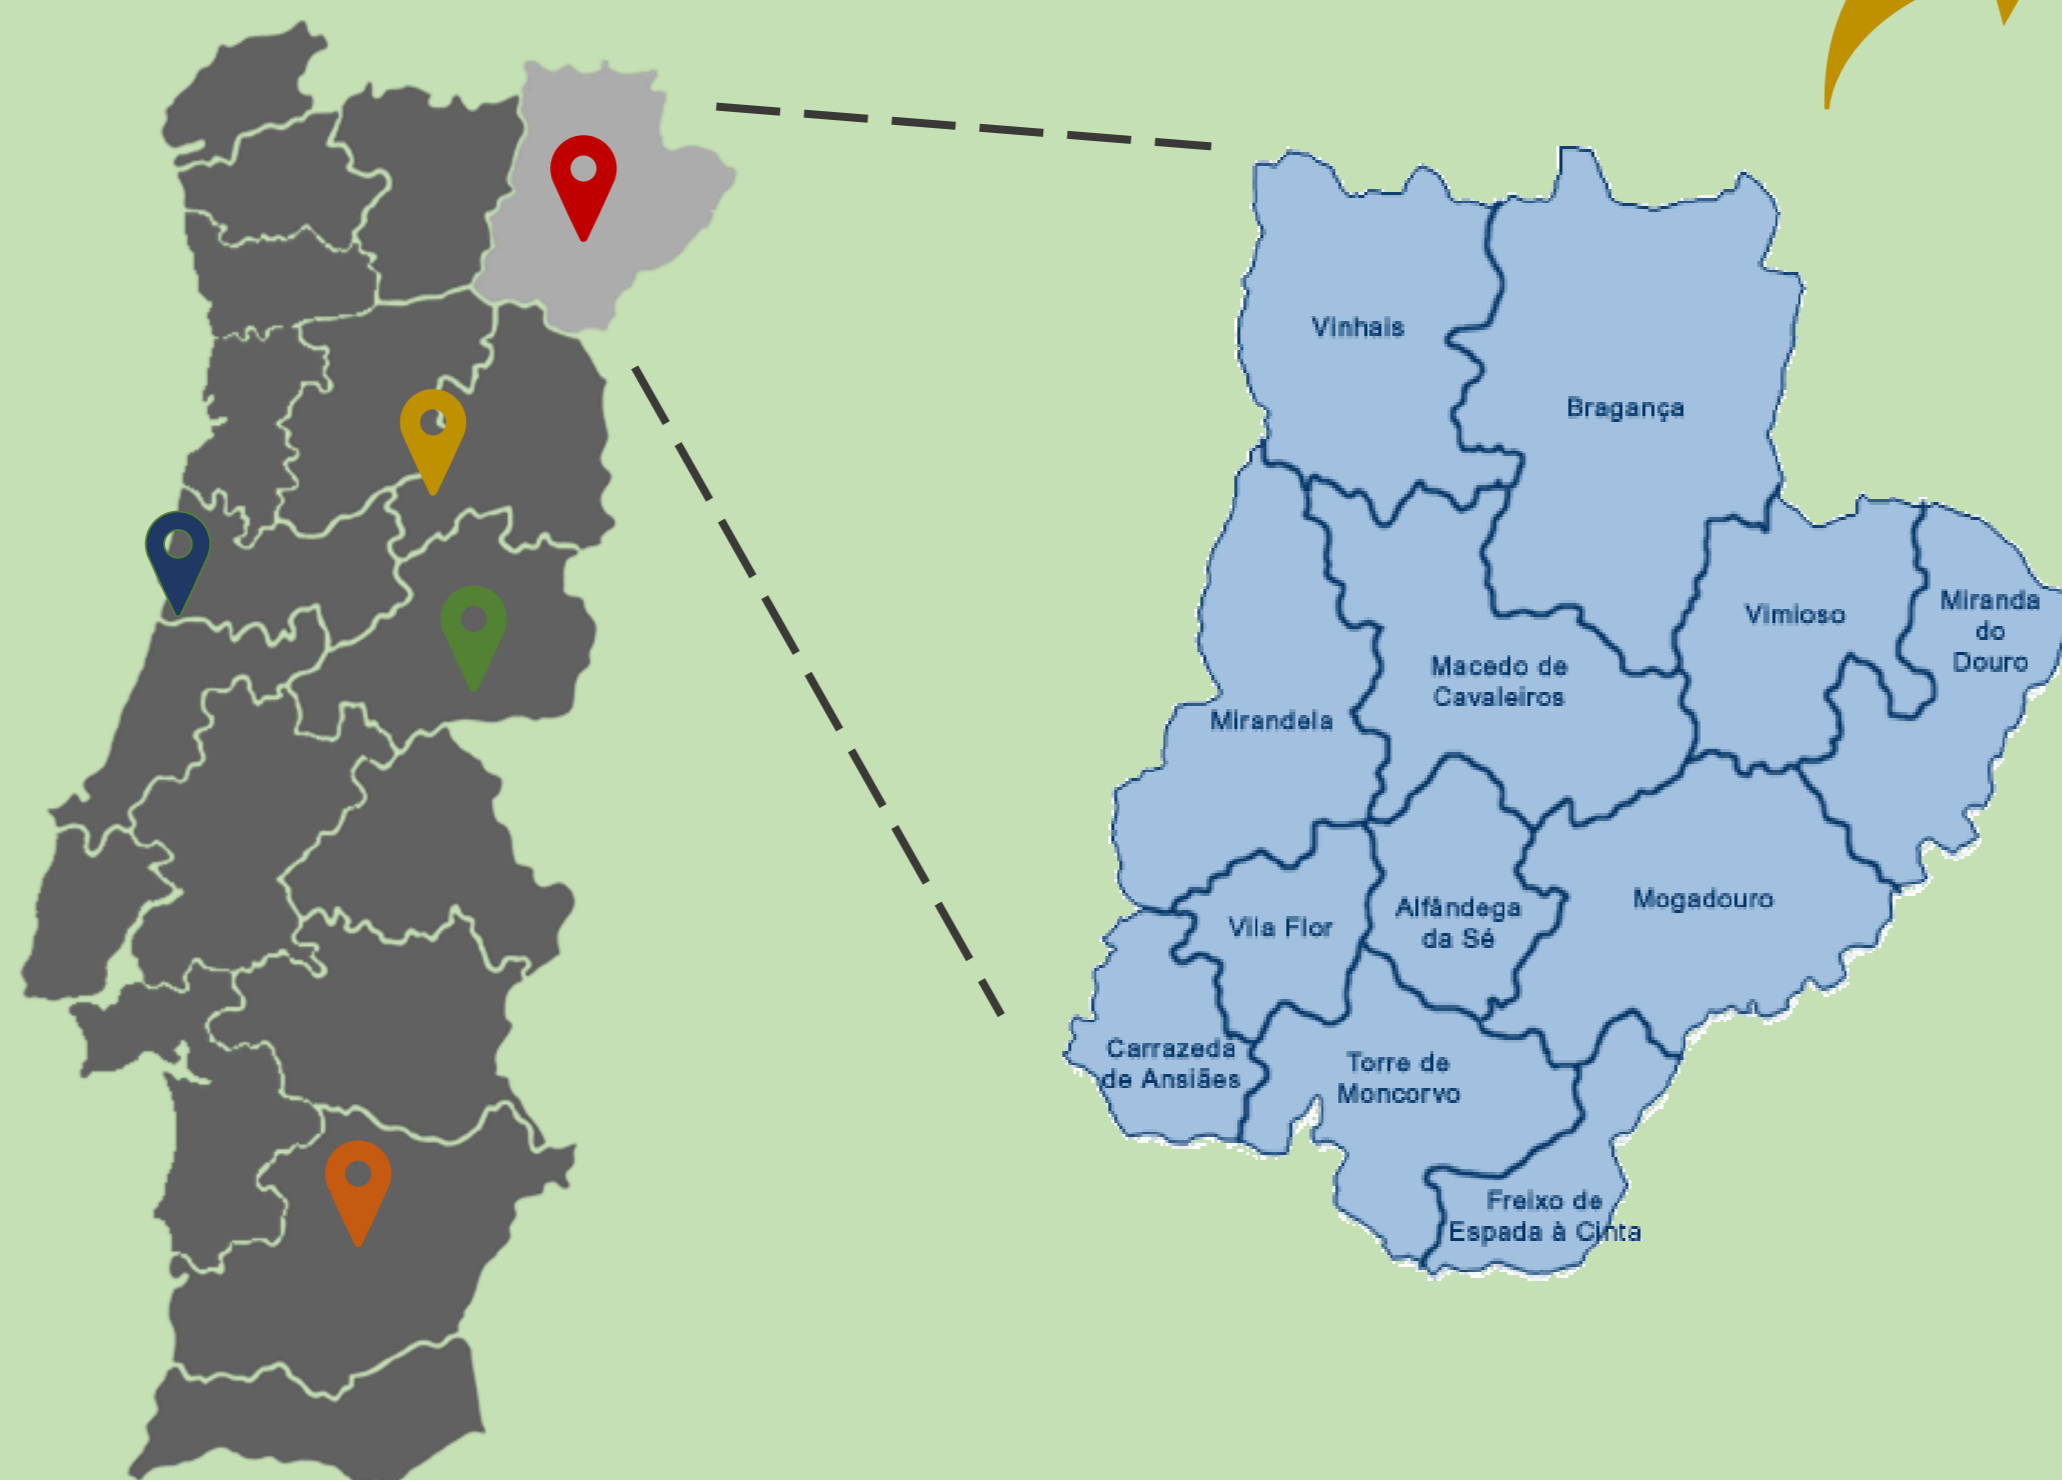 Vinhais
Bragança
Vimioso
Miranda
do
Douro
Macedo de
Cavaleiros
Mirandela
Mogadouro
Alfândega
da Sé
Vila Flor
Carrazeda
de Ansiães
Torre de
Moncorvo
Freixo de
Espada à Cinta